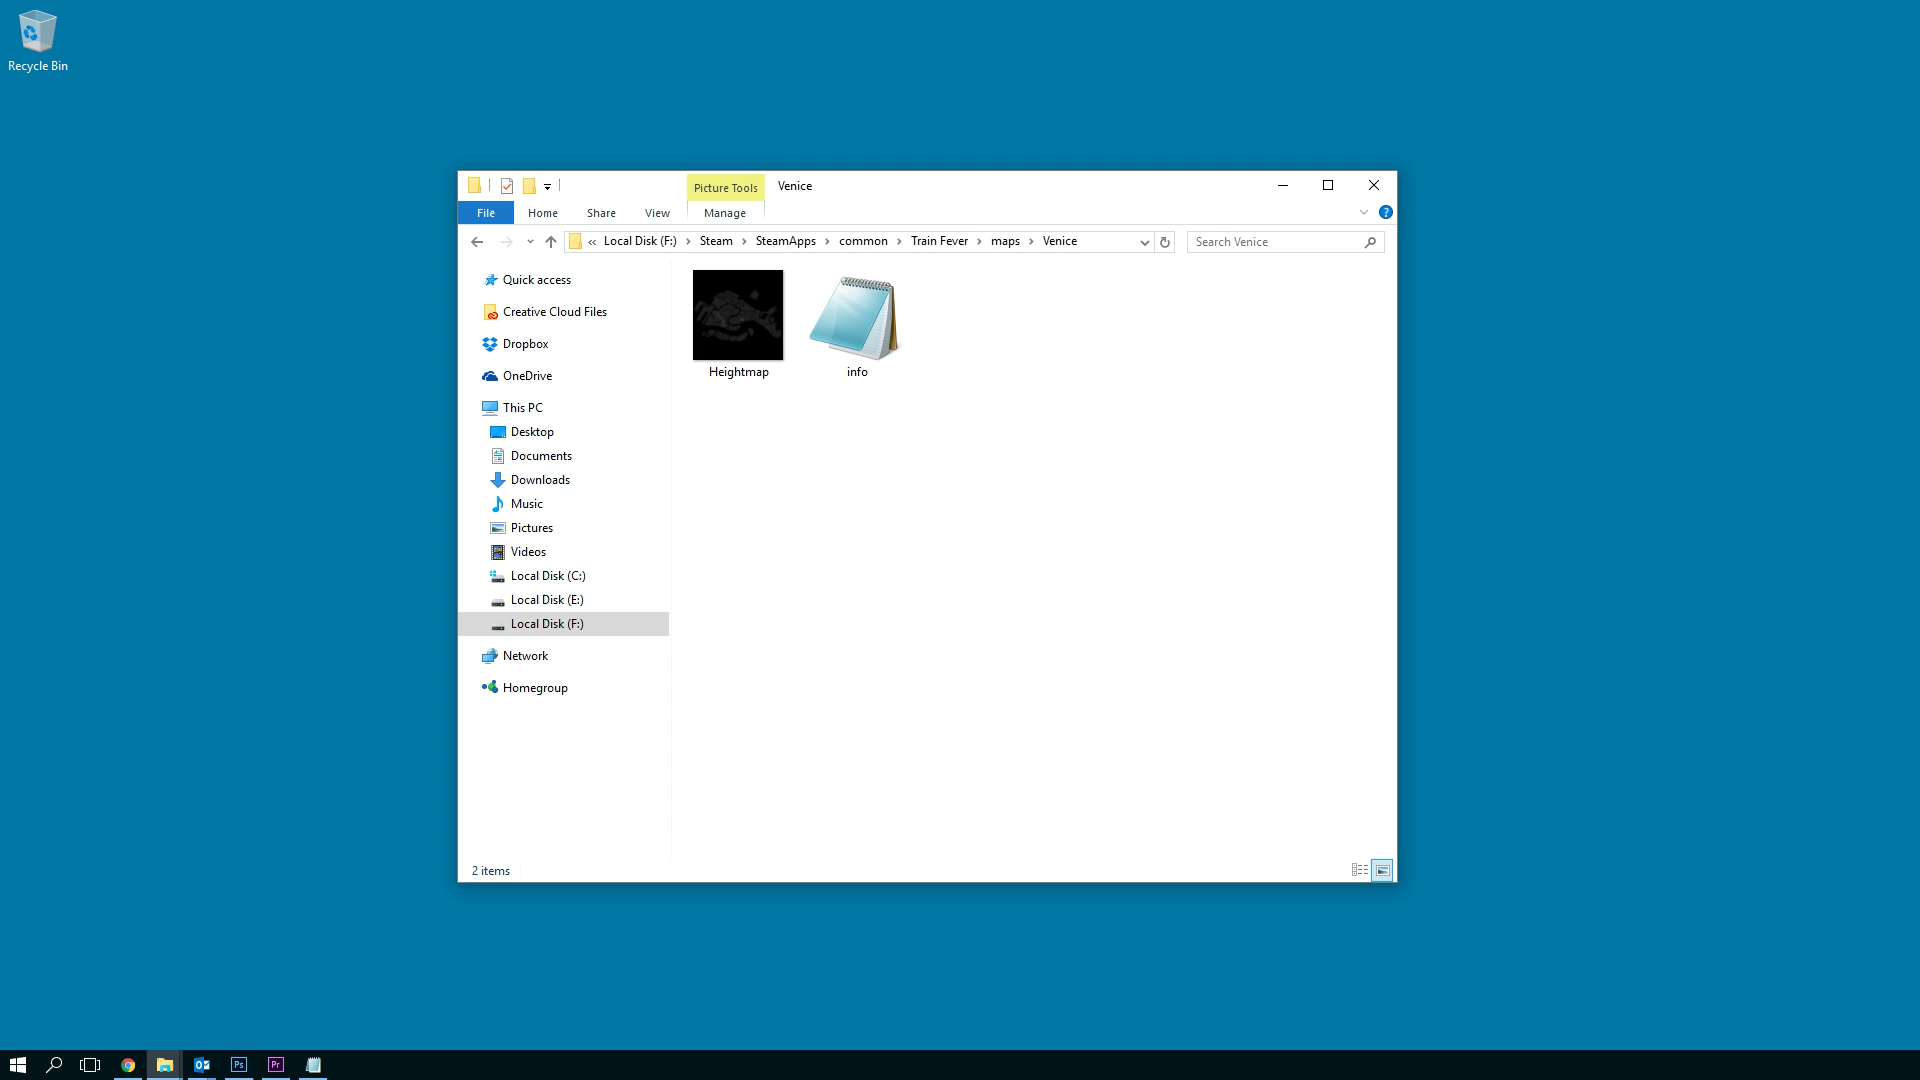 Recycle Bin
Picture Tools
Venice
File
Home
Share
View
Manage
?
« Local Disk (F:) > Steam > SteamApps > common > Train Fever > maps > Venice
Search Venice
Quick access
Creative Cloud Files
Dropbox
OneDrive
This PC
Desktop
Documents
Downloads
Music
Pictures
Videos
Local Disk (C:)
Local Disk (E:)
Local Disk (F:)
Network
Homegroup
Heightmap
info
2 items
Ps
Pr